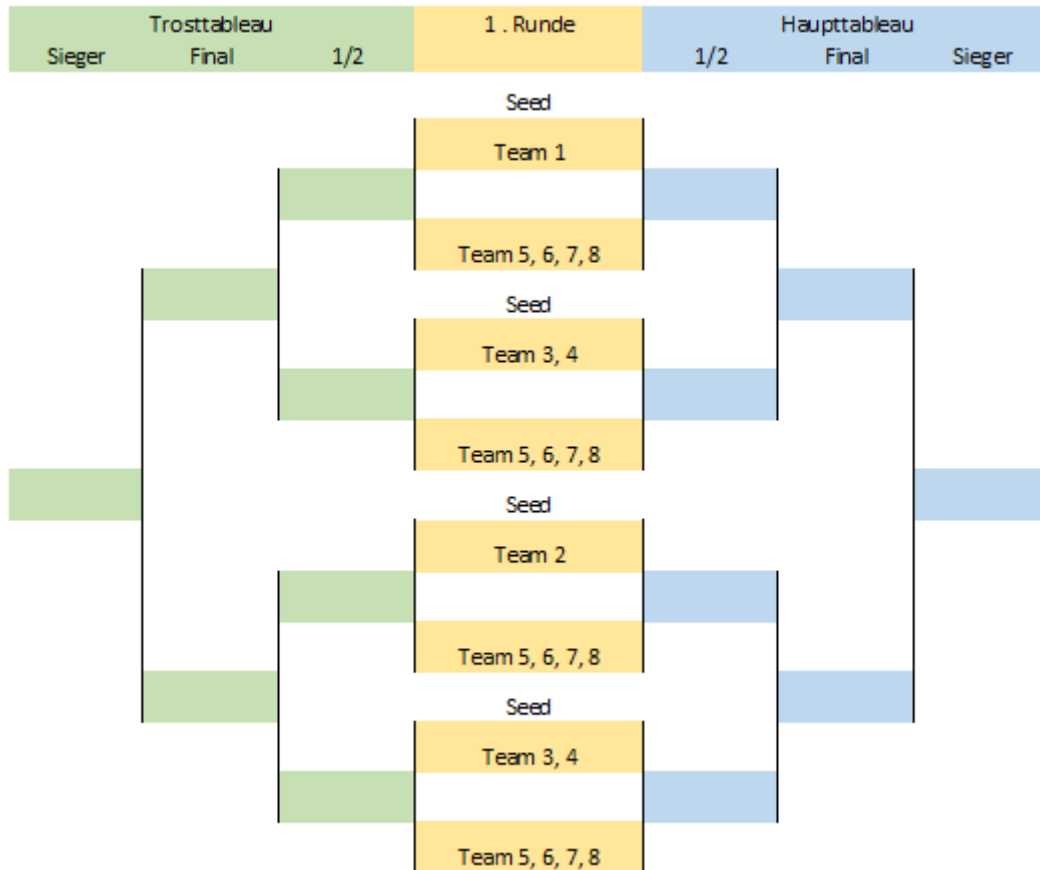 Trosttableau 1 . Runde Haupttableau
Sieger Final 1/2 1/2 Final Sieger
Seed
Team 1
Team 5, 6, 7, 8
Seed
Team 3, 4
Team 5, 6, 7, 8
Seed
Team 2
Team 5, 6, 7, 8
Seed
Team 3, 4
Team 5, 6, 7, 8